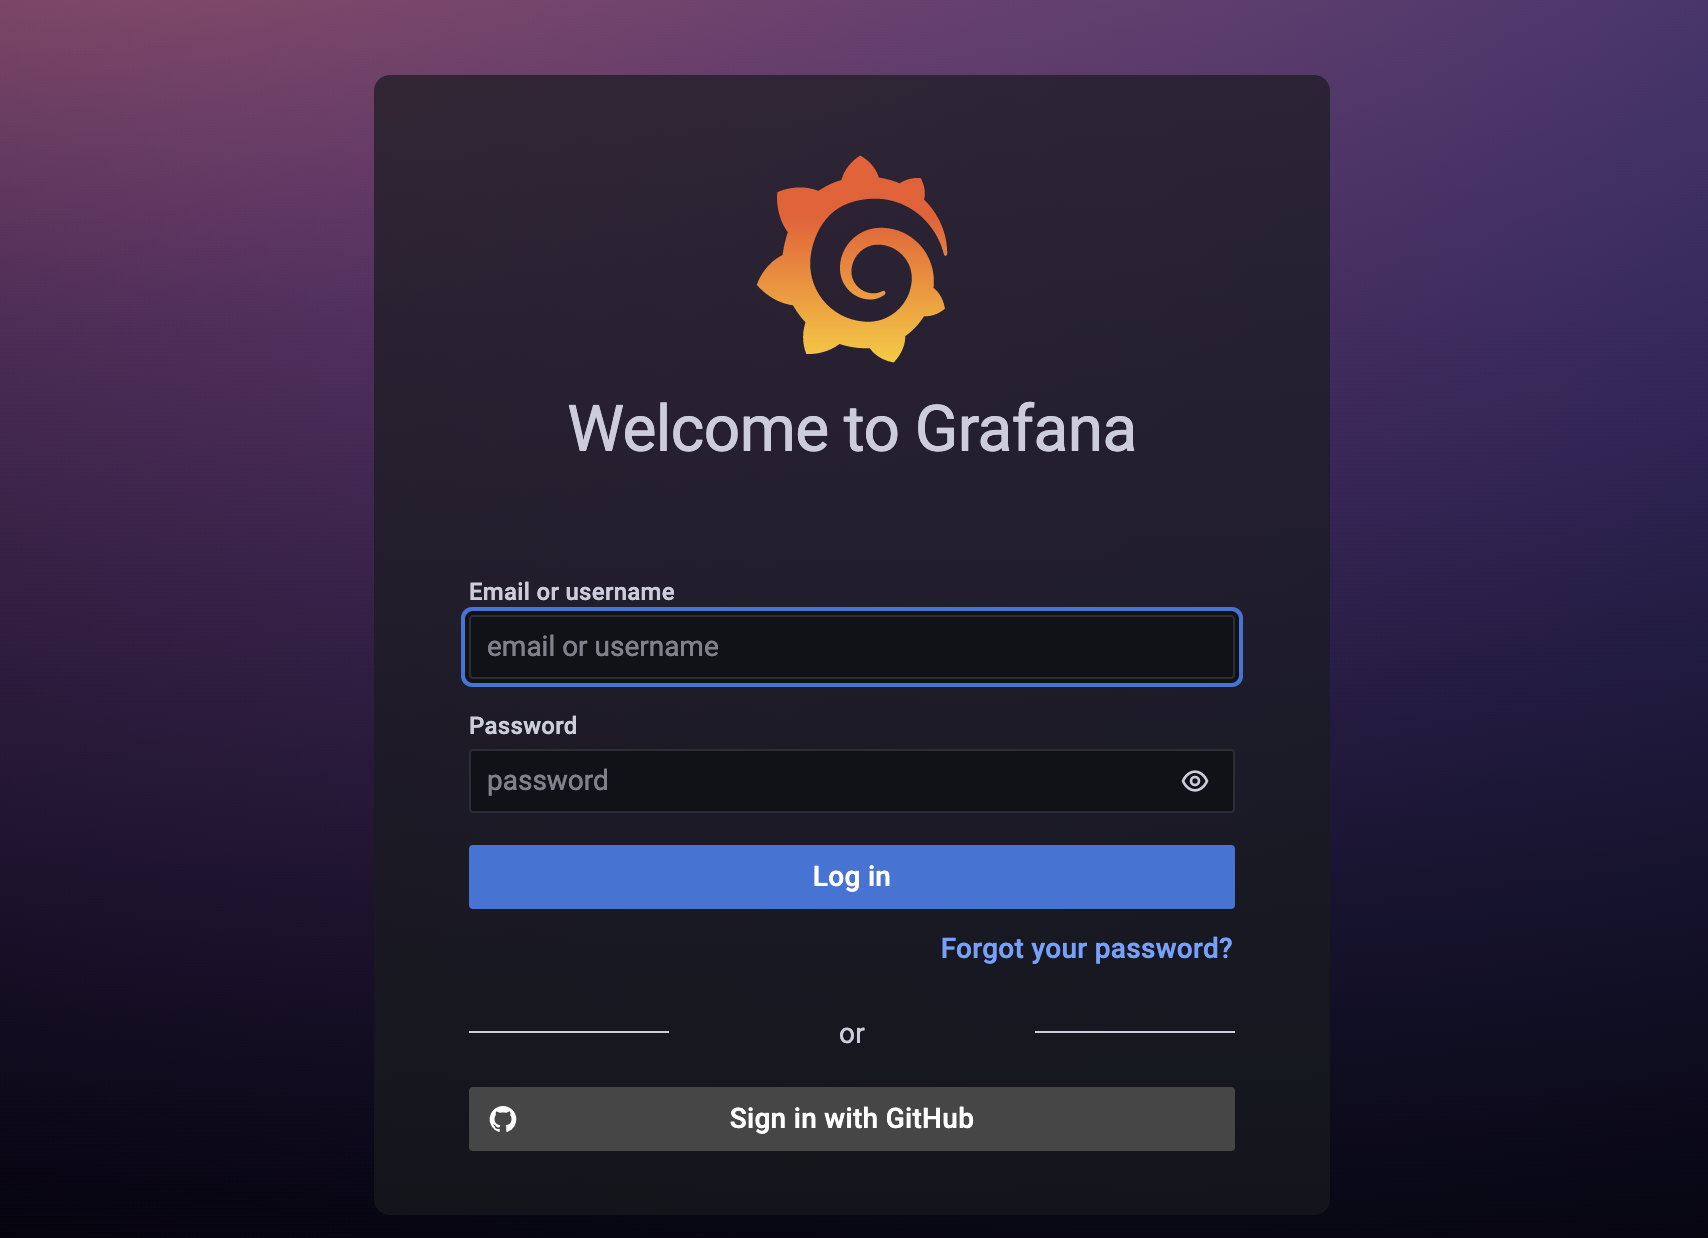 Welcome to Grafana
Email or username
email or username
Password
password
Log in
Forgot your password?
or
Sign in with GitHub